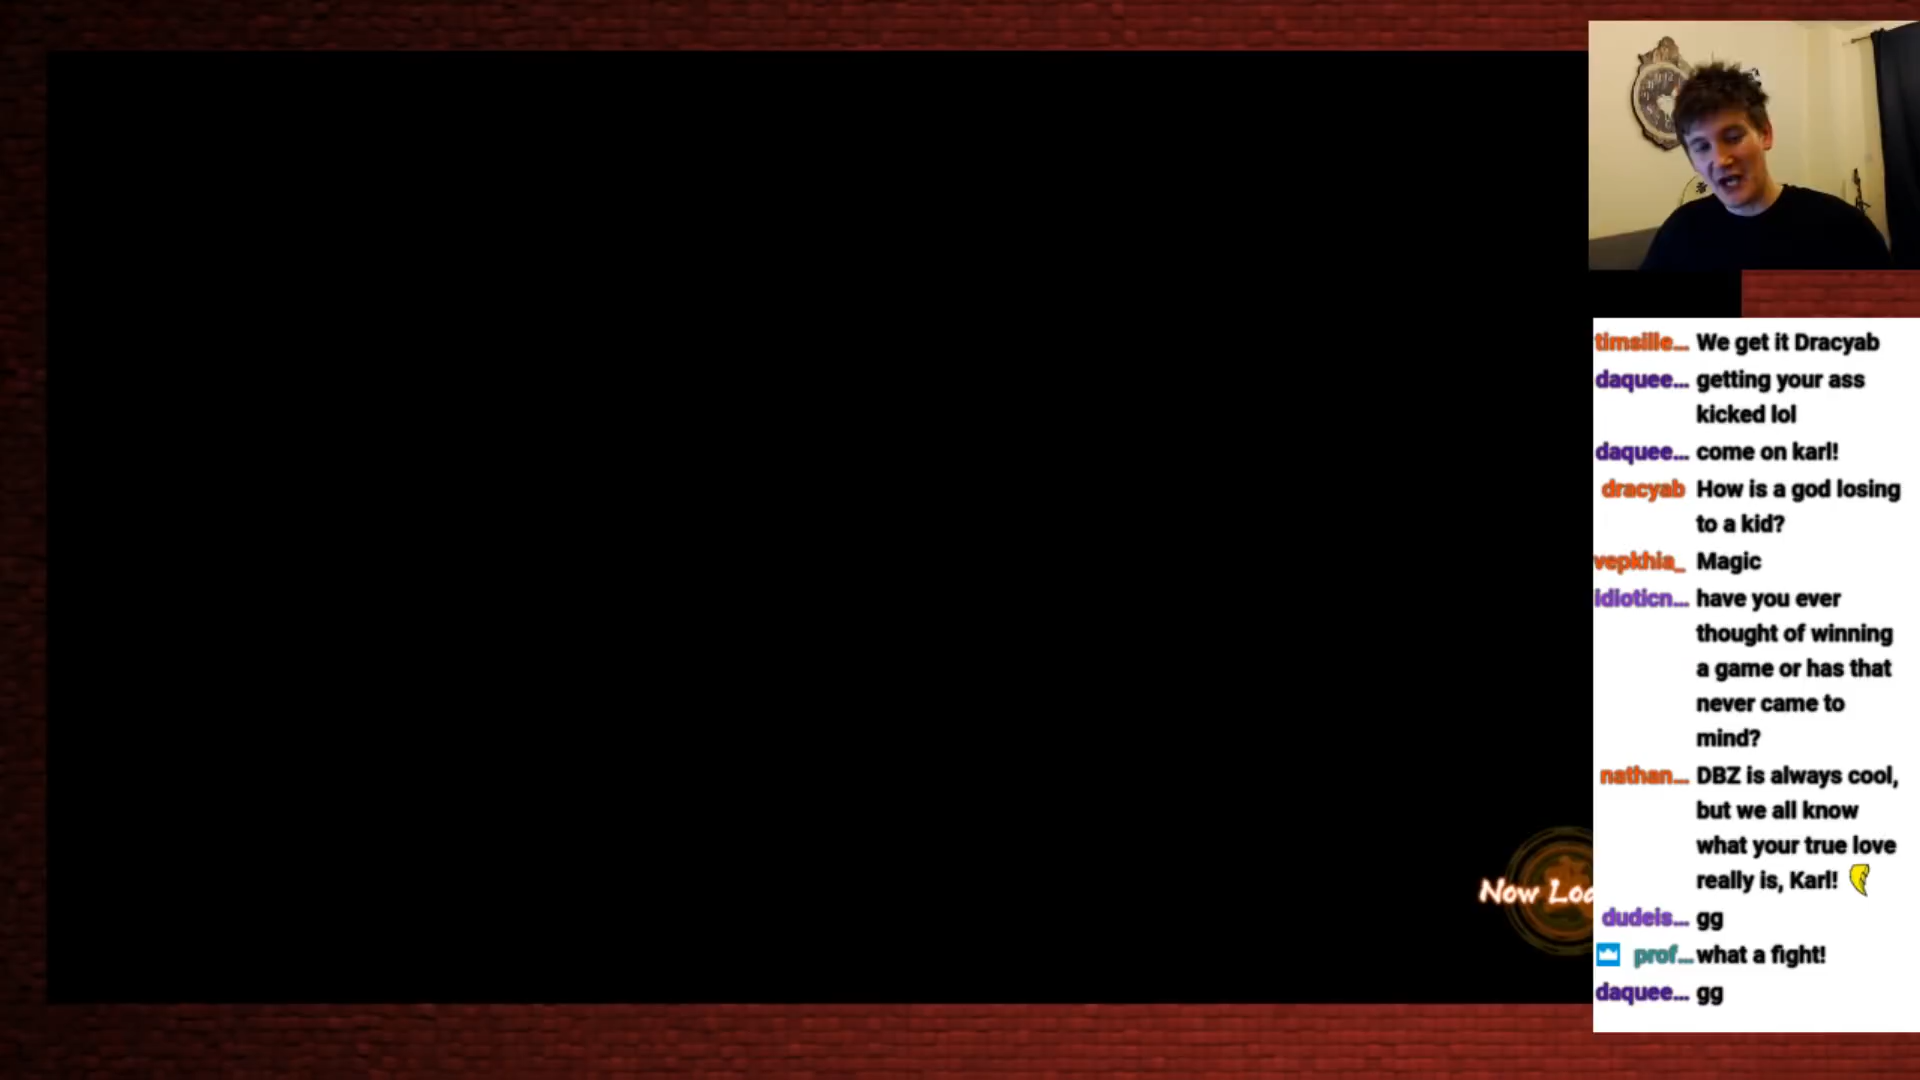 timsille... We get it Dracyab
daquee... getting your ass
kicked lol
daquee... come on karl!
dracyab How is a god losing
to a kid?
vepkhia_ Magic
idioticn... have you ever
thought of winning
a game or has that
never came to
mind?
nathan... DBZ is always cool,
but we all know
what your true love
really is, Karl!
Now Loa
dudeis... gg
prof... what a fight!
daquee... gg